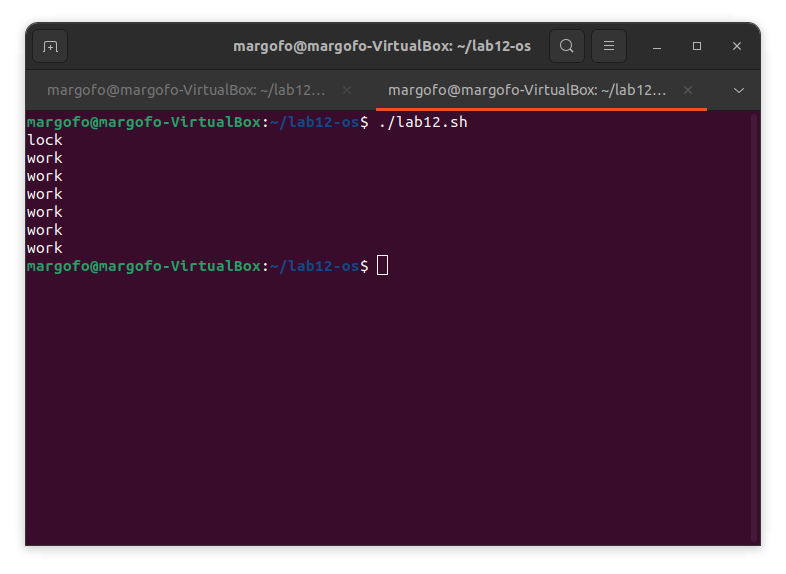 margofo@margofo-VirtualBox: ~/lab12-os
margofo@margofo-VirtualBox: ~/lab12...
margofo@margofo-VirtualBox: ~/lab12...
margofo@margofo-VirtualBox:~/lab12-os$ ./lab12.sh
lock
work
work
work
work
work
work
margofo@margofo-VirtualBox:~/lab12-os$